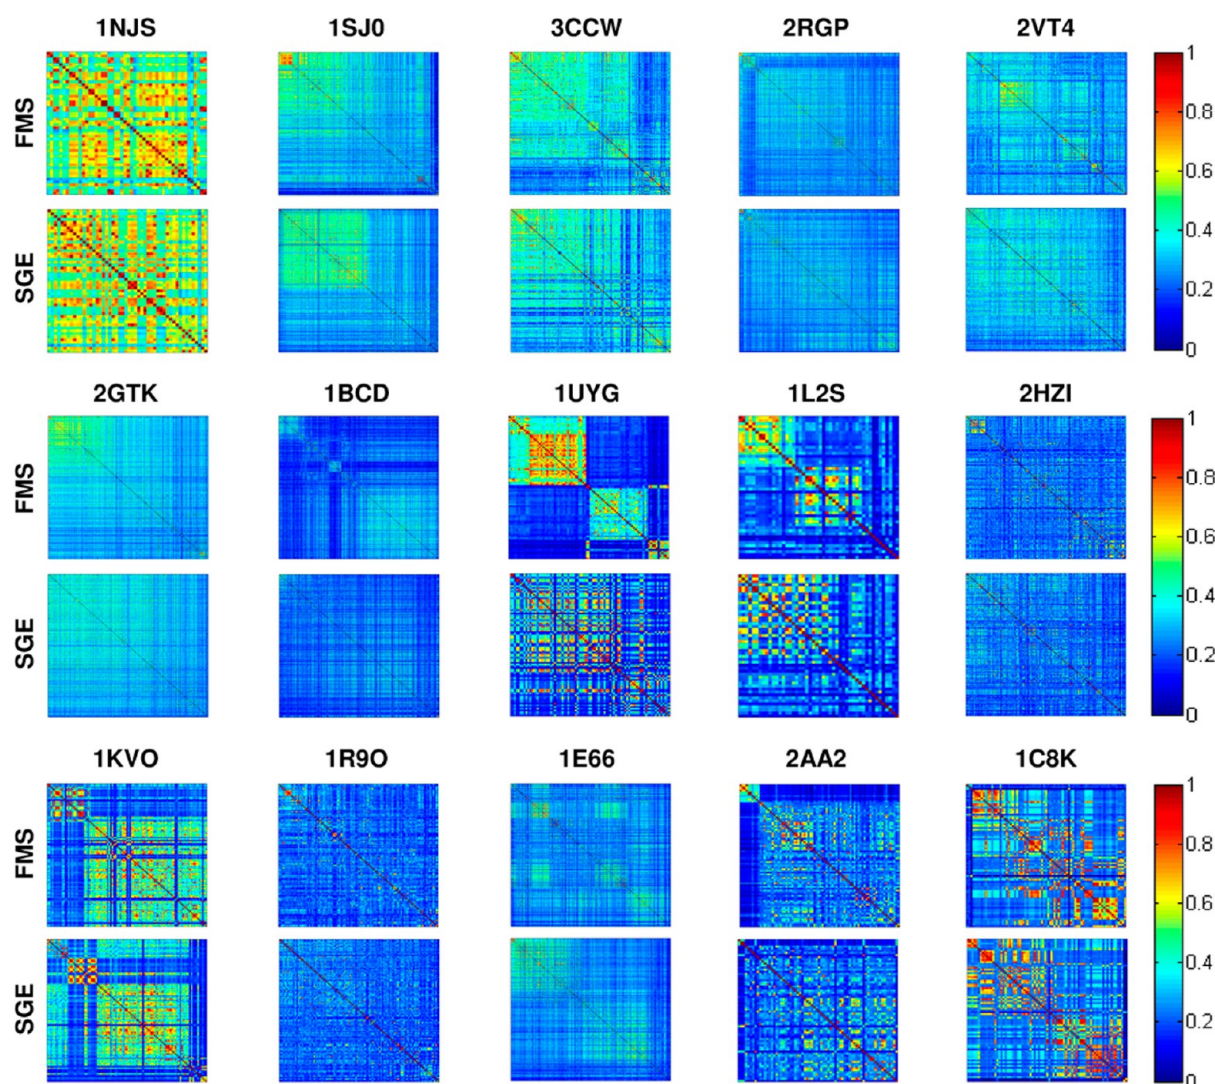 1NJS 1SJ0 3CCW 2RGP 2VT4
FMS
SGE
1
0.8
0.6
0.4
0.2
0
2GTK 1BCD 1UYG 1L2S 2HZI
FMS
SGE
1
0.8
0.6
0.4
0.2
0
1KVO 1R9O 1E66 2AA2 1C8K
FMS
SGE
1
0.8
0.6
0.4
0.2
0